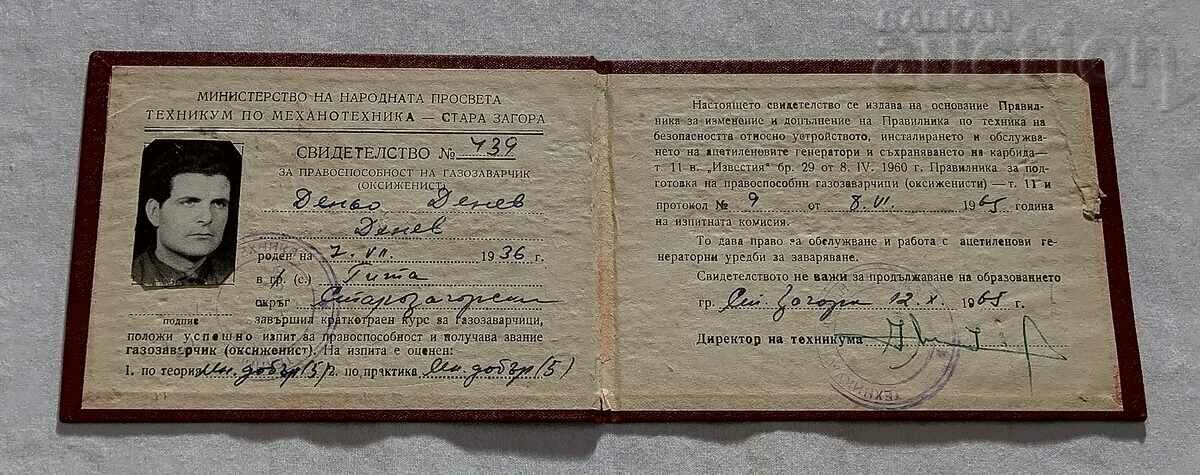 МИНИСТЕРСТВО НА НАРОДНАТА ПРОСВЕТА
ТЕХНИКУМ ПО МЕХАНОТЕХНИКА — СТАРА ЗАГОРА
СВИДЕТЕЛСТВО № 739
ЗА ПРАВОСПОСОБНОСТ НА ГАЗОЗАВАРЧИК
(ОКСИЖЕНИСТ)
Деньо Денев
Денев
роден на 7. VII. 1936 г.
в гр. (с.) Гита
окръг Старозагорски
подпис
завършил краткотраен курс за газозаварчици,
положи успешно изпит за правоспособност и получава звание
газозаварчик (оксиженист). На изпита е оценен:
1. по теория Мн. добър (5) 2. по практика Мн. добър (5)
Настоящето свидетелство се издава на основание Правил-
ника за изменение и допълнение на Правилника по техника на
безопасността относно устройството, инсталирането и обслужва-
нето на ацетиленовите генератори и съхраняването на карбида—
т. 11 в. „Известия" бр. 29 от 8. IV. 1960 г. Правилника за под-
готовка на правоспособни газозаварчици (оксиженисти) — т. 11 и
протокол № 9 от 8. VI. 1965 година
на изпитната комисия.
То дава право за обслужване и работа с ацетиленови ге-
нераторни уредби за заваряване.
Свидетелството не важи за продължаване на образованието
гр. Ст. Загора 12. X. 1965 г.
Директор на техникума
auction